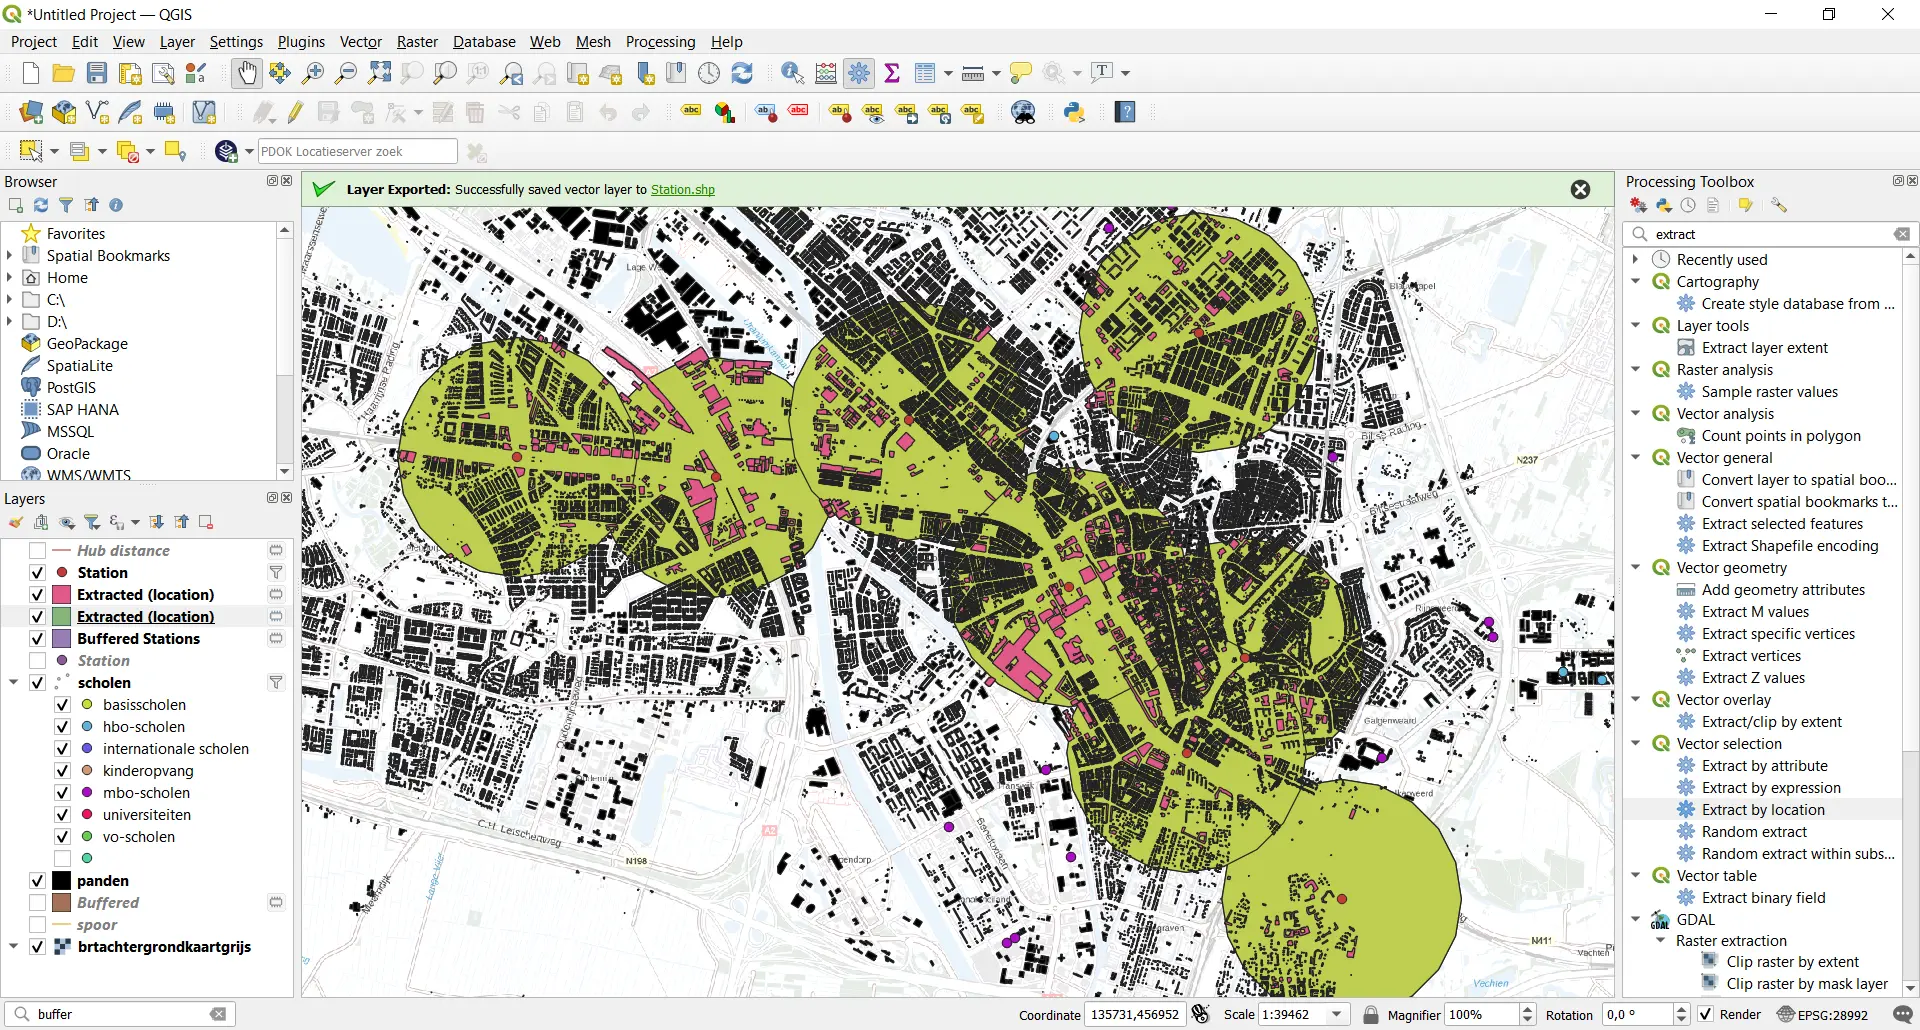 *Untitled Project — QGIS
Project Edit View Layer Settings Plugins Vector Raster Database Web Mesh Processing Help
PDOK Locatieserver zoek
Browser
Favorites
Spatial Bookmarks
Home
C:\
D:\
GeoPackage
SpatiaLite
PostGIS
SAP HANA
MSSQL
Oracle
WMS/WMTS
Layers
Hub distance
Station
Extracted (location)
Extracted (location)
Buffered Stations
Station
scholen
basisscholen
hbo-scholen
internationale scholen
kinderopvang
mbo-scholen
universiteiten
vo-scholen
panden
Buffered
spoor
brtachtergrondkaartgrijs
buffer
Layer Exported: Successfully saved vector layer to Station.shp
N237
Galgenwaard
C.H. Letschertweg
N198
A2
N411
Vechten
Vechten
Processing Toolbox
extract
Recently used
Cartography
Create style database from ...
Layer tools
Extract layer extent
Raster analysis
Sample raster values
Vector analysis
Count points in polygon
Vector general
Convert layer to spatial boo...
Convert spatial bookmarks t...
Extract selected features
Extract Shapefile encoding
Vector geometry
Add geometry attributes
Extract M values
Extract specific vertices
Extract vertices
Extract Z values
Vector overlay
Extract/clip by extent
Vector selection
Extract by attribute
Extract by expression
Extract by location
Random extract
Random extract within subs...
Vector table
Extract binary field
GDAL
Raster extraction
Clip raster by extent
Clip raster by mask layer
Coordinate 135731,456952 Scale 1:39462 Magnifier 100% Rotation 0,0 ° Render EPSG:28992